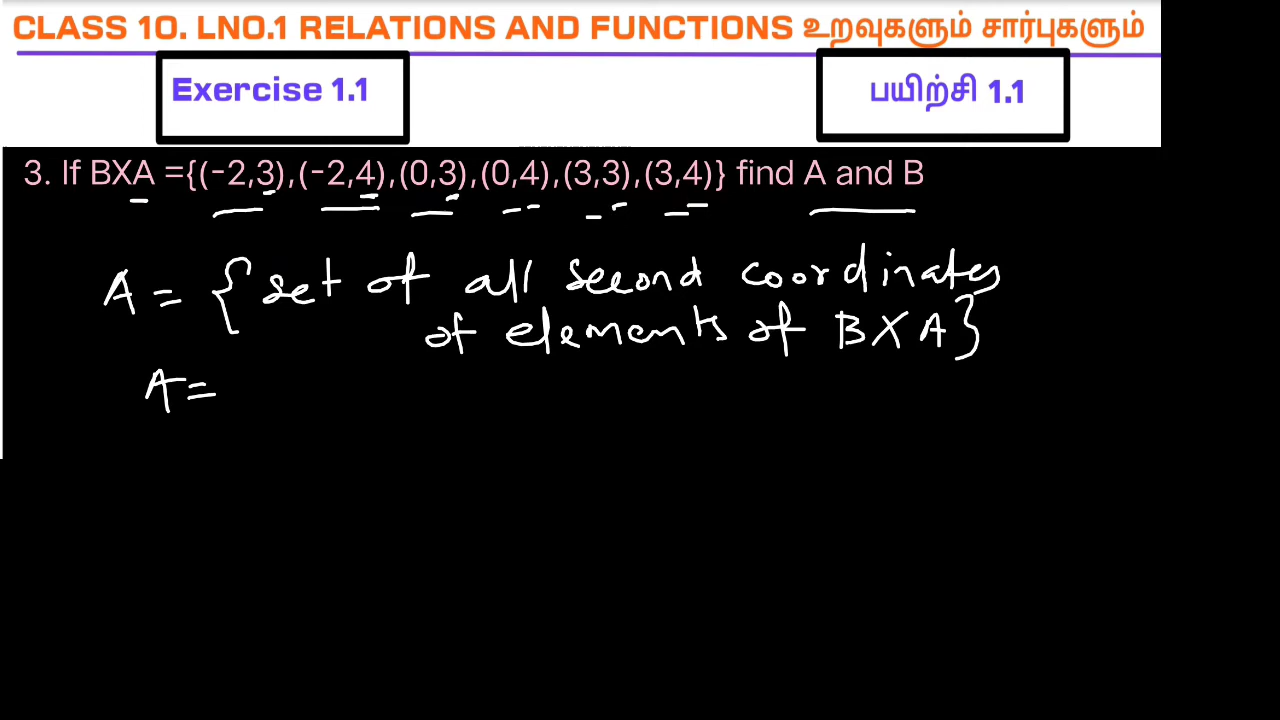 CLASS 10. LNO.1 RELATIONS AND FUNCTIONS உறவுகளும் சார்புகளும்
Exercise 1.1
பயிற்சி 1.1
3. If BXA ={(-2,3),(-2,4),(0,3),(0,4),(3,3),(3,4)} find A and B
A = { set of all second coordinates
of elements of B X A }
A =